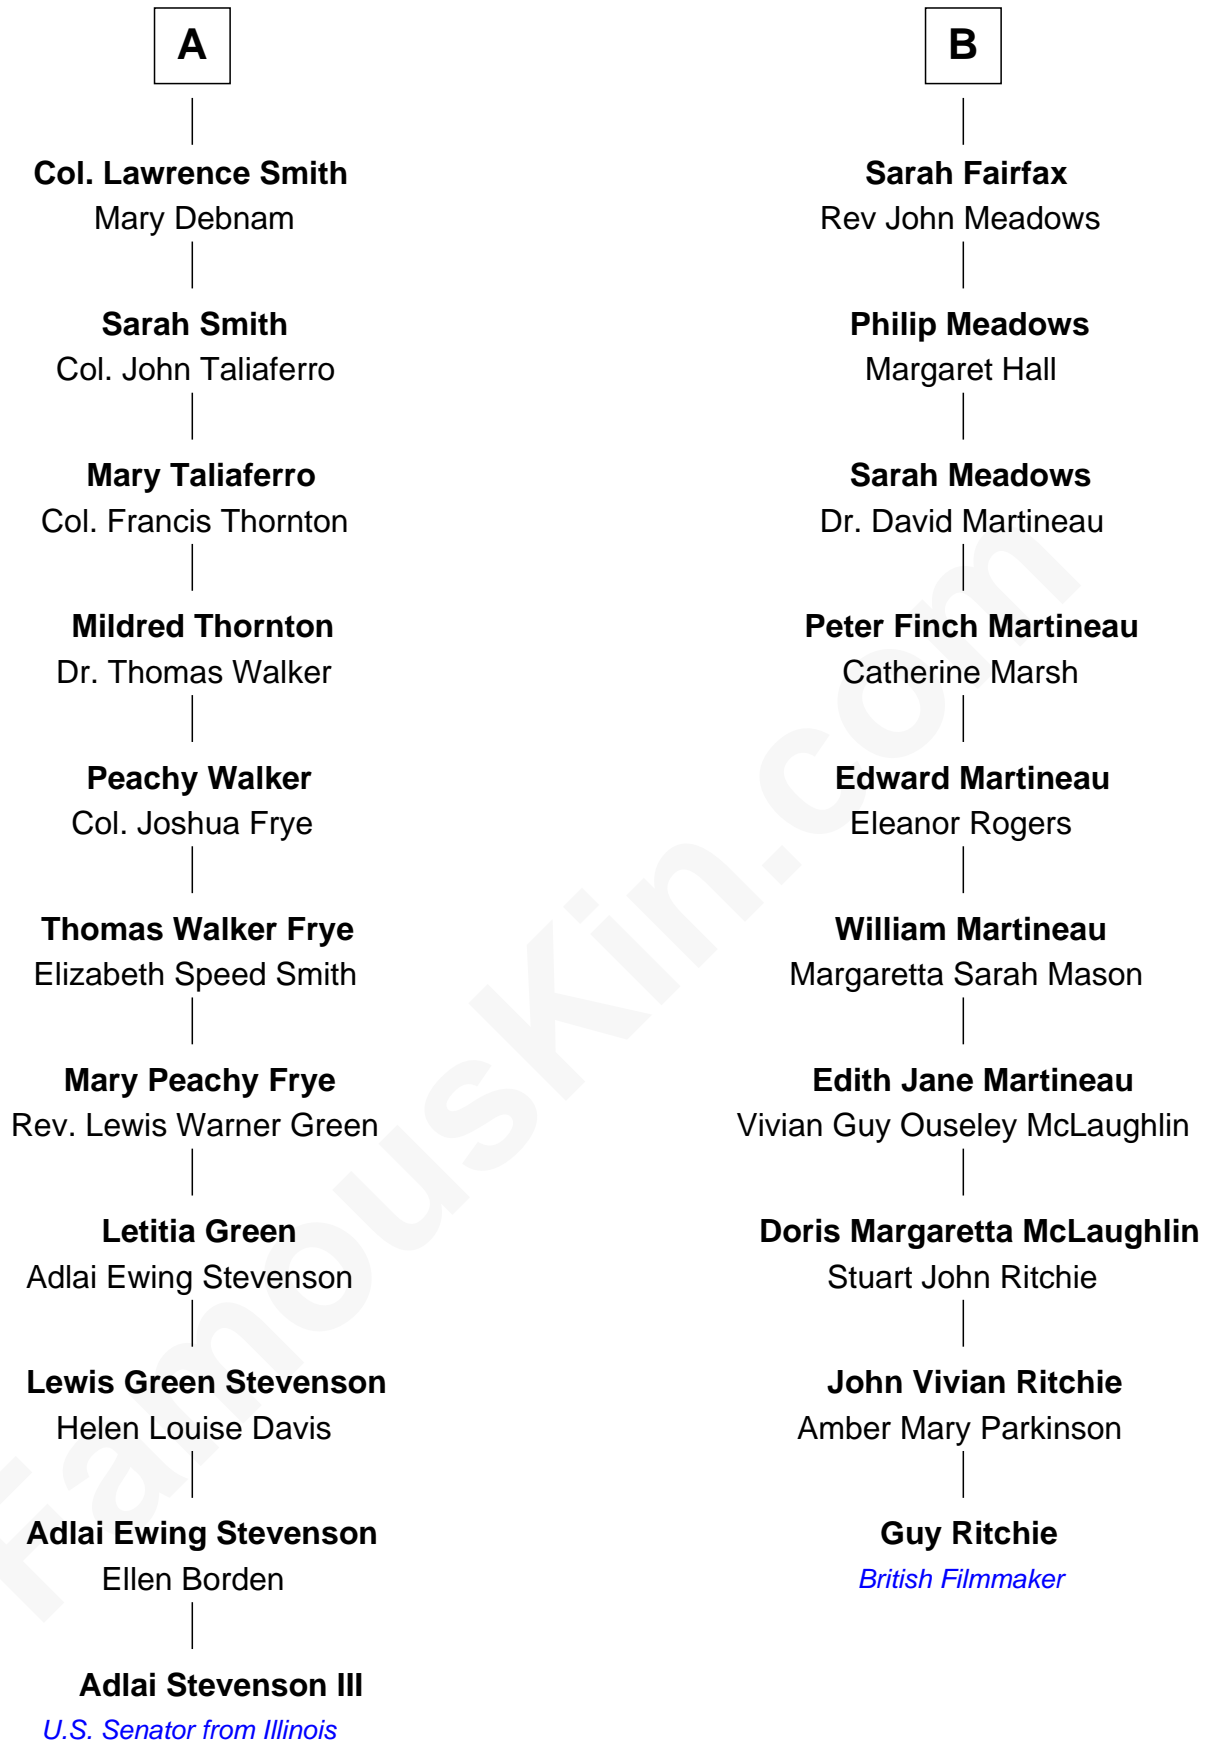 A
Col. Lawrence Smith
Mary Debnam
Sarah Smith
Col. John Taliaferro
Mary Taliaferro
Col. Francis Thornton
Mildred Thornton
Dr. Thomas Walker
Peachy Walker
Col. Joshua Frye
Thomas Walker Frye
Elizabeth Speed Smith
Mary Peachy Frye
Rev. Lewis Warner Green
Letitia Green
Adlai Ewing Stevenson
Lewis Green Stevenson
Helen Louise Davis
Adlai Ewing Stevenson
Ellen Borden
Adlai Stevenson III
U.S. Senator from Illinois
B
Sarah Fairfax
Rev John Meadows
Philip Meadows
Margaret Hall
Sarah Meadows
Dr. David Martineau
Peter Finch Martineau
Catherine Marsh
Edward Martineau
Eleanor Rogers
William Martineau
Margaretta Sarah Mason
Edith Jane Martineau
Vivian Guy Ouseley McLaughlin
Doris Margaretta McLaughlin
Stuart John Ritchie
John Vivian Ritchie
Amber Mary Parkinson
Guy Ritchie
British Filmmaker
FamousKin.com